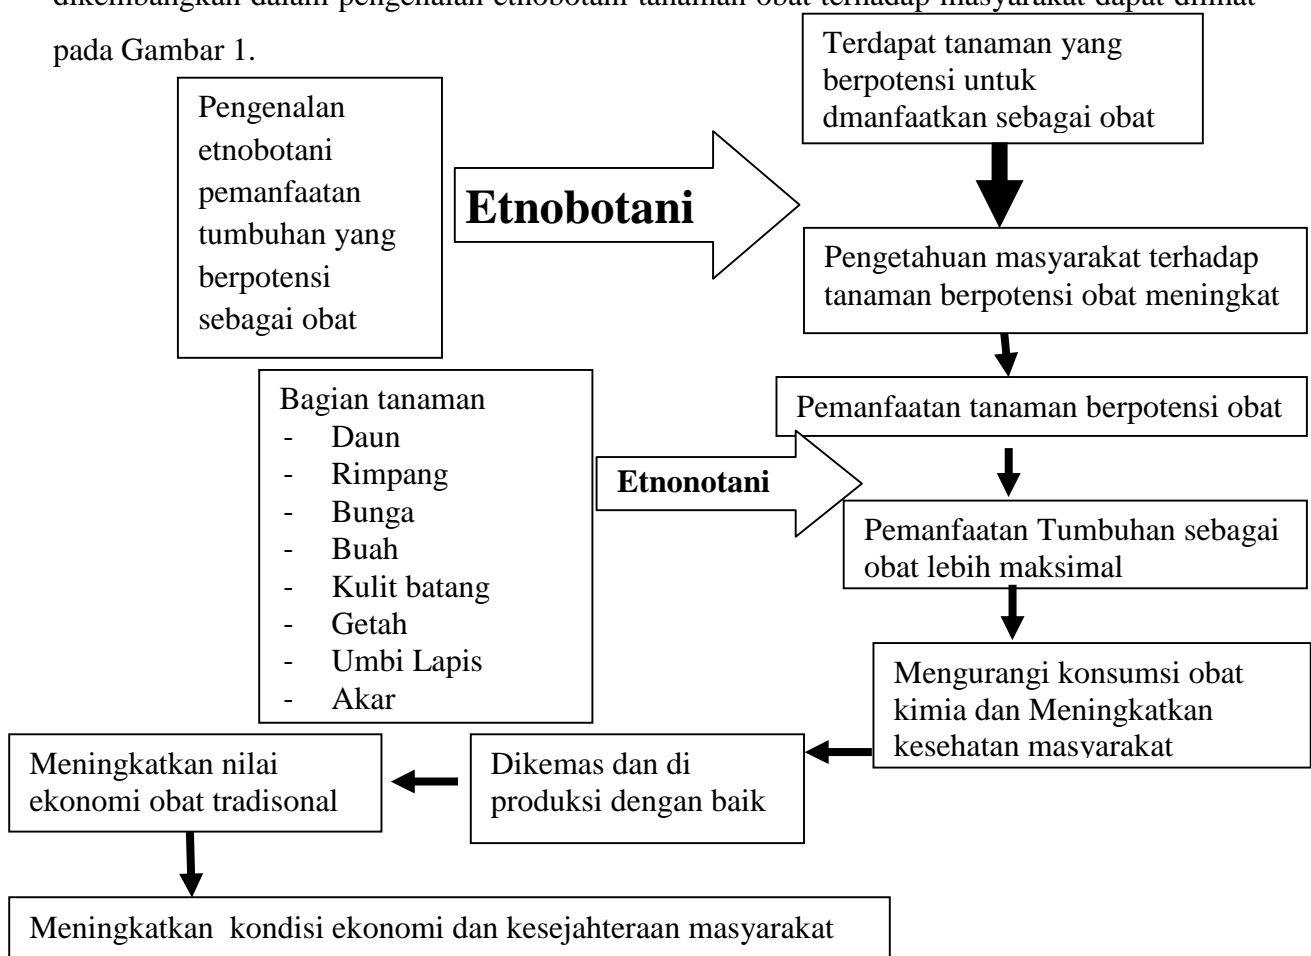 dikembangkan dalam pengenalan etnobotani tanaman obat terhadap masyarakat dapat dilihat
pada Gambar 1.
Pengenalan
etnobotani
pemanfaatan
tumbuhan yang
berpotensi
sebagai obat
Etnobotani
Terdapat tanaman yang
berpotensi untuk
dmanfaatkan sebagai obat
Pengetahuan masyarakat terhadap
tanaman berpotensi obat meningkat
Pemanfaatan tanaman berpotensi obat
Bagian tanaman
- Daun
- Rimpang
- Bunga
- Buah
- Kulit batang
- Getah
- Umbi Lapis
- Akar
Etnonotani
Pemanfaatan Tumbuhan sebagai
obat lebih maksimal
Mengurangi konsumsi obat
kimia dan Meningkatkan
kesehatan masyarakat
Dikemas dan di
produksi dengan baik
Meningkatkan nilai
ekonomi obat tradisonal
Meningkatkan  kondisi ekonomi dan kesejahteraan masyarakat